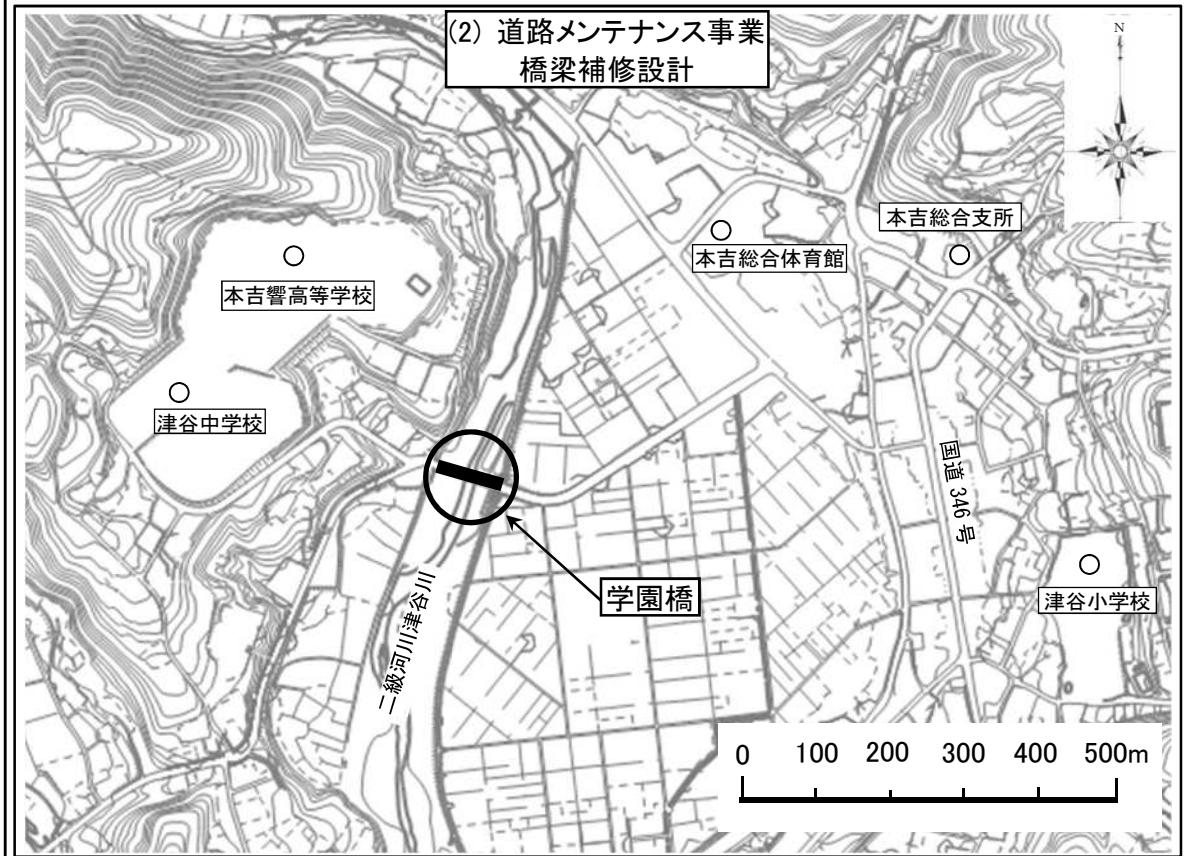 (2) 道路メンテナンス事業
橋梁補修設計
N
本吉総合支所
本吉総合体育館
本吉響高等学校
津谷中学校
国道 346 号
学園橋
津谷小学校
二級河川津谷川
0 100 200 300 400 500m